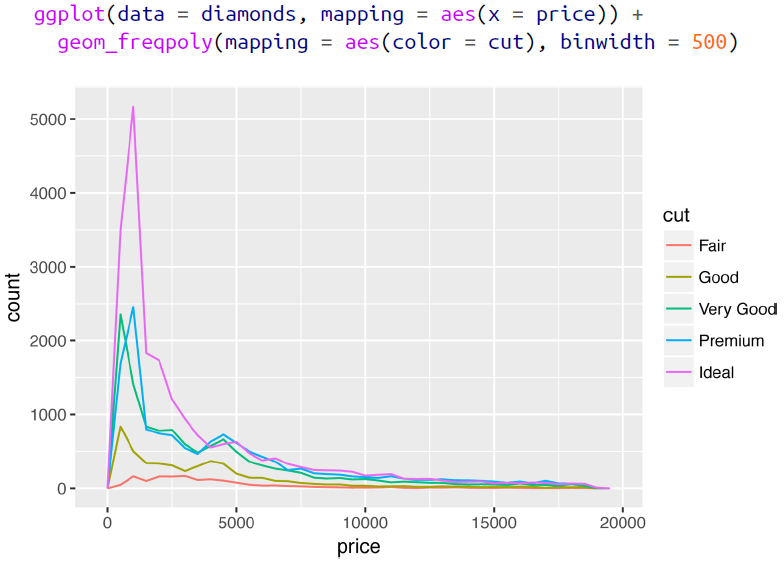 ggplot(data = diamonds, mapping = aes(x = price)) +
geom_freqpoly(mapping = aes(color = cut), binwidth = 500)
5000
4000
3000
2000
1000
0
count
0 5000 10000 15000 20000
price
cut
Fair
Good
Very Good
Premium
Ideal